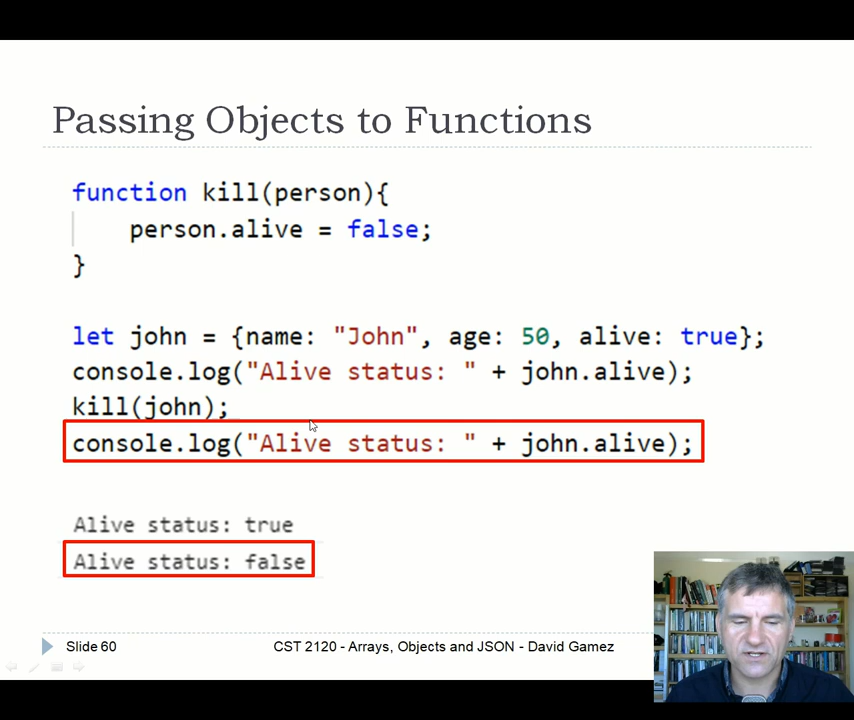 Passing Objects to Functions
function kill(person){
person.alive = false;
}
let john = {name: "John", age: 50, alive: true};
console.log("Alive status: " + john.alive);
kill(john);
console.log("Alive status: " + john.alive);
Alive status: true
Alive status: false
Slide 60
CST 2120 - Arrays, Objects and JSON - David Gamez